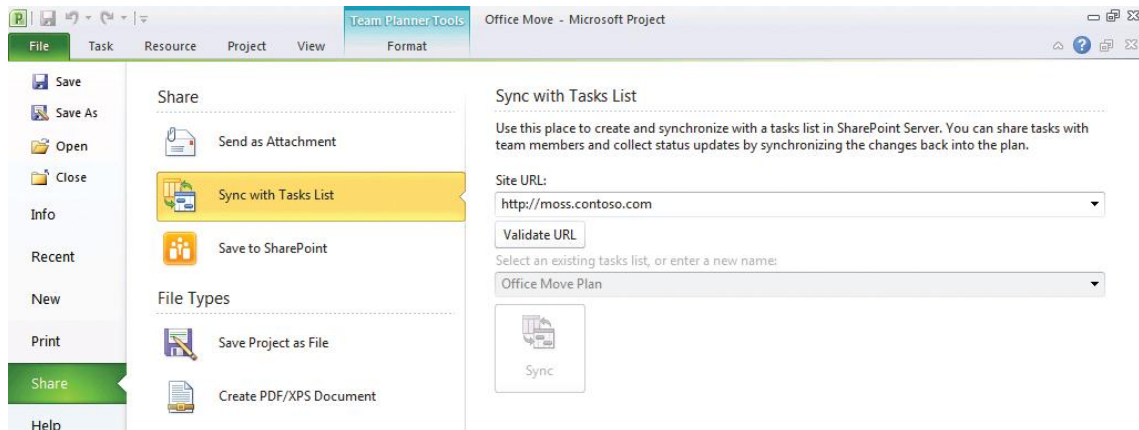 Team Planner Tools
Office Move - Microsoft Project
File
Task
Resource
Project
View
Format
Save
Save As
Open
Close
Info
Recent
New
Print
Share
Help
Share
Send as Attachment
Sync with Tasks List
Save to SharePoint
File Types
Save Project as File
Create PDF/XPS Document
Sync with Tasks List
Use this place to create and synchronize with a tasks list in SharePoint Server. You can share tasks with
team members and collect status updates by synchronizing the changes back into the plan.
Site URL:
http://moss.contoso.com
Validate URL
Select an existing tasks list, or enter a new name:
Office Move Plan
Sync